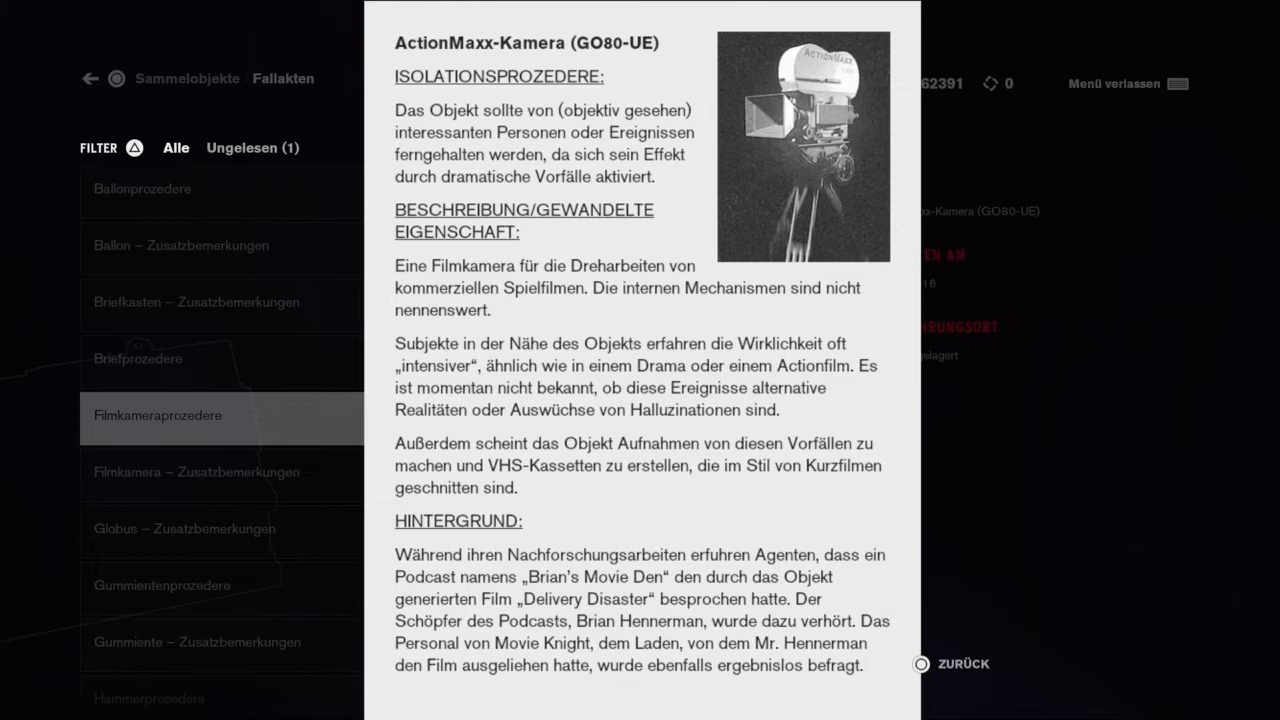 Sammelobjekte / Fallakten
62391 0
Menü verlassen
FILTER Alle Ungelesen (1)
Ballonprozedere
Ballon – Zusatzbemerkungen
Briefkasten – Zusatzbemerkungen
Briefprozedere
Filmkameraprozedere
Filmkamera – Zusatzbemerkungen
Globus – Zusatzbemerkungen
Gummientenprozedere
Gummiente – Zusatzbemerkungen
Hammerprozedere
ActionMaxx-Kamera (GO80-UE)
ISOLATIONSPROZEDERE:
Das Objekt sollte von (objektiv gesehen)
interessanten Personen oder Ereignissen
ferngehalten werden, da sich sein Effekt
durch dramatische Vorfälle aktiviert.
BESCHREIBUNG/GEWANDELTE
EIGENSCHAFT:
Eine Filmkamera für die Dreharbeiten von
kommerziellen Spielfilmen. Die internen Mechanismen sind nicht
nennenswert.
Subjekte in der Nähe des Objekts erfahren die Wirklichkeit oft
„intensiver“, ähnlich wie in einem Drama oder einem Actionfilm. Es
ist momentan nicht bekannt, ob diese Ereignisse alternative
Realitäten oder Auswüchse von Halluzinationen sind.
Außerdem scheint das Objekt Aufnahmen von diesen Vorfällen zu
machen und VHS-Kassetten zu erstellen, die im Stil von Kurzfilmen
geschnitten sind.
HINTERGRUND:
Während ihren Nachforschungsarbeiten erfuhren Agenten, dass ein
Podcast namens „Brian’s Movie Den“ den durch das Objekt
generierten Film „Delivery Disaster“ besprochen hatte. Der
Schöpfer des Podcasts, Brian Hennerman, wurde dazu verhört. Das
Personal von Movie Knight, dem Laden, von dem Mr. Hennerman
den Film ausgeliehen hatte, wurde ebenfalls ergebnislos befragt.
ACTIONMAXX
x-Kamera (GO80-UE)
EN AM
16
HRUNGSORT
elagert
ZURÜCK